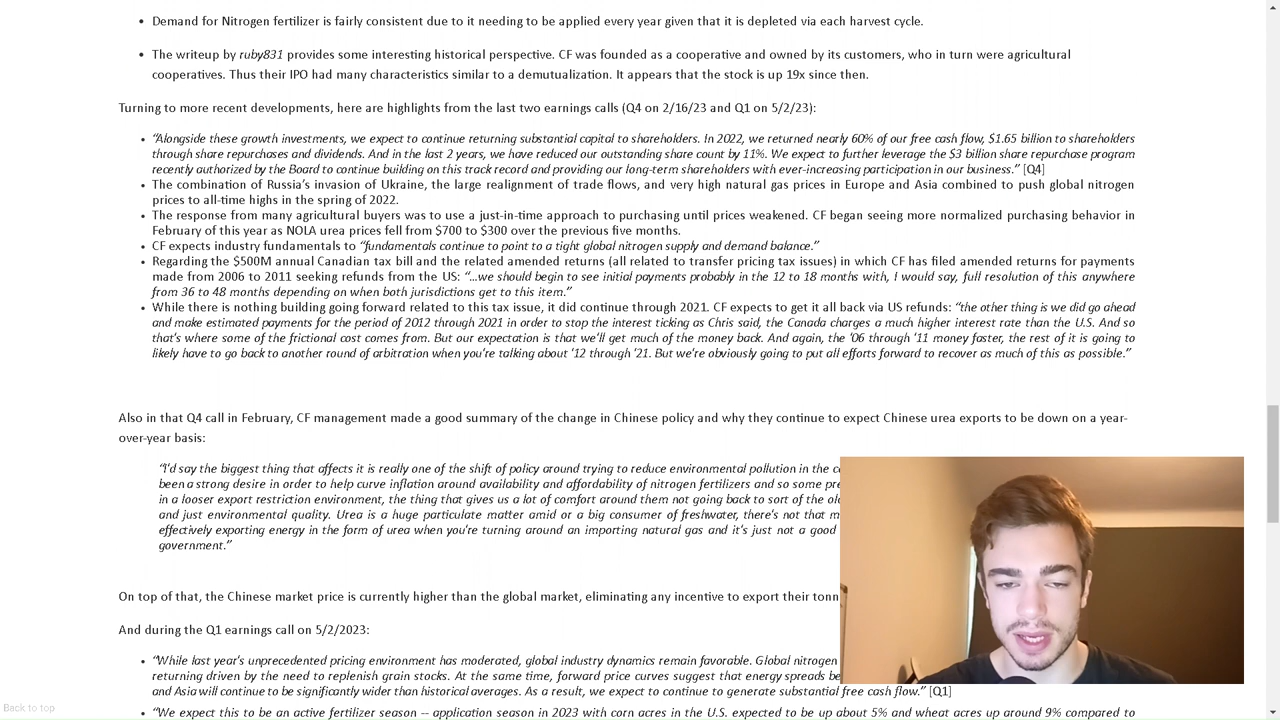 • Demand for Nitrogen fertilizer is fairly consistent due to it needing to be applied every year given that it is depleted via each harvest cycle.
• The writeup by ruby831 provides some interesting historical perspective. CF was founded as a cooperative and owned by its customers, who in turn were agricultural
cooperatives. Thus their IPO had many characteristics similar to a demutualization. It appears that the stock is up 19x since then.
Turning to more recent developments, here are highlights from the last two earnings calls (Q4 on 2/16/23 and Q1 on 5/2/23):
• “Alongside these growth investments, we expect to continue returning substantial capital to shareholders. In 2022, we returned nearly 60% of our free cash flow, $1.65 billion to shareholders
through share repurchases and dividends. And in the last 2 years, we have reduced our outstanding share count by 11%. We expect to further leverage the $3 billion share repurchase program
recently authorized by the Board to continue building on this track record and providing our long-term shareholders with ever-increasing participation in our business.” [Q4]
• The combination of Russia’s invasion of Ukraine, the large realignment of trade flows, and very high natural gas prices in Europe and Asia combined to push global nitrogen
prices to all-time highs in the spring of 2022.
• The response from many agricultural buyers was to use a just-in-time approach to purchasing until prices weakened. CF began seeing more normalized purchasing behavior in
February of this year as NOLA urea prices fell from $700 to $300 over the previous five months.
• CF expects industry fundamentals to “fundamentals continue to point to a tight global nitrogen supply and demand balance.”
• Regarding the $500M annual Canadian tax bill and the related amended returns (all related to transfer pricing tax issues) in which CF has filed amended returns for payments
made from 2006 to 2011 seeking refunds from the US: “…we should begin to see initial payments probably in the 12 to 18 months with, I would say, full resolution of this anywhere
from 36 to 48 months depending on when both jurisdictions get to this item.”
• While there is nothing building going forward related to this tax issue, it did continue through 2021. CF expects to get it all back via US refunds: “the other thing is we did go ahead
and make estimated payments for the period of 2012 through 2021 in order to stop the interest ticking as Chris said, the Canada charges a much higher interest rate than the U.S. And so
that's where some of the frictional cost comes from. But our expectation is that we'll get much of the money back. And again, the '06 through '11 money faster, the rest of it is going to
likely have to go back to another round of arbitration when you're talking about '12 through '21. But we're obviously going to put all efforts forward to recover as much of this as possible.”
Also in that Q4 call in February, CF management made a good summary of the change in Chinese policy and why they continue to expect Chinese urea exports to be down on a year-
over-year basis:
“I'd say the biggest thing that affects it is really one of the shift of policy around trying to reduce environmental pollution in the
been a strong desire in order to help curve inflation around availability and affordability of nitrogen fertilizers and so some
in a looser export restriction environment, the thing that gives us a lot of comfort around them not going back to sort of the
and just environmental quality. Urea is a huge particulate matter amid or a big consumer of freshwater, there's not that
effectively exporting energy in the form of urea when you're turning around an importing natural gas and it's just not a good
government.”
On top of that, the Chinese market price is currently higher than the global market, eliminating any incentive to export their
And during the Q1 earnings call on 5/2/2023:
• “While last year's unprecedented pricing environment has moderated, global industry dynamics remain favorable. Global nitrogen
returning driven by the need to replenish grain stocks. At the same time, forward price curves suggest that energy spreads
and Asia will continue to be significantly wider than historical averages. As a result, we expect to continue to generate substantial free cash flow.” [Q1]
• “We expect this to be an active fertilizer season -- application season in 2023 with corn acres in the U.S. expected to be up about 5% and wheat acres up around 9% compared to
Back to top